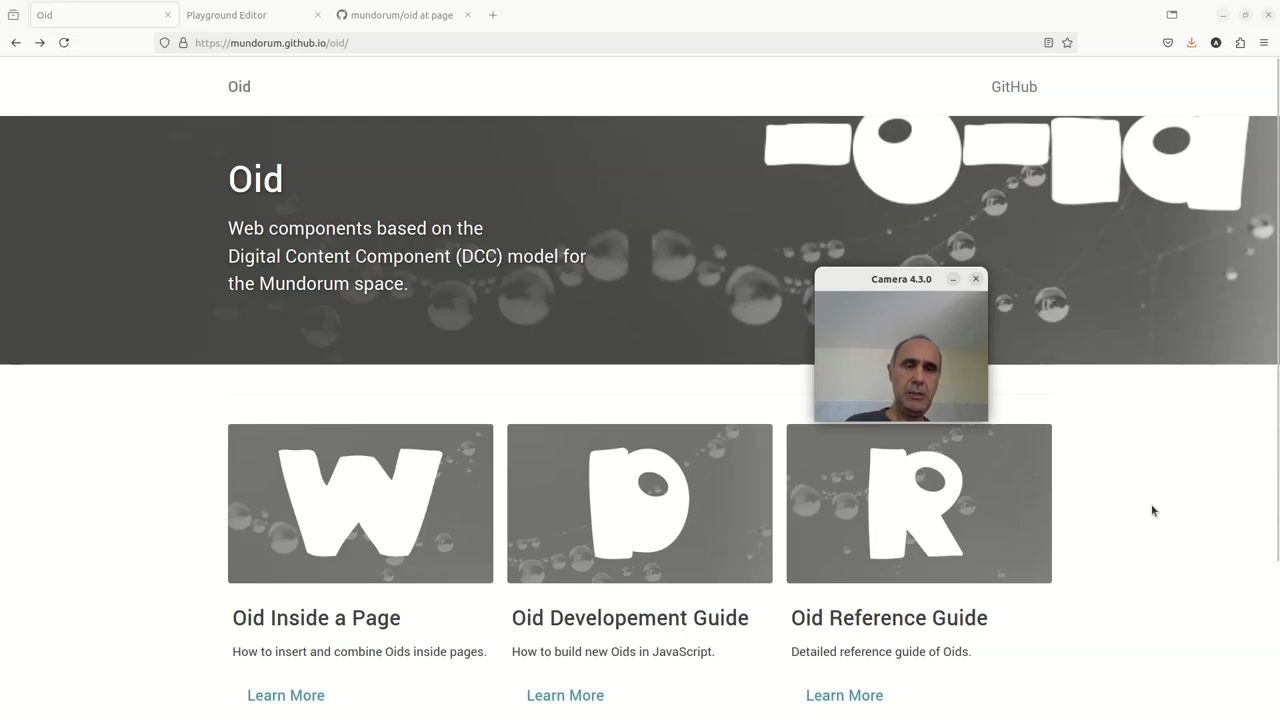 Oid
Playground Editor
mundorum/oid at page
https://mundorum.github.io/oid/
Oid
GitHub
-o-id
Oid
Web components based on the
Digital Content Component (DCC) model for
the Mundorum space.
Camera 4.3.0
W
D
R
Oid Inside a Page
Oid Developement Guide
Oid Reference Guide
How to insert and combine Oids inside pages.
How to build new Oids in JavaScript.
Detailed reference guide of Oids.
Learn More
Learn More
Learn More